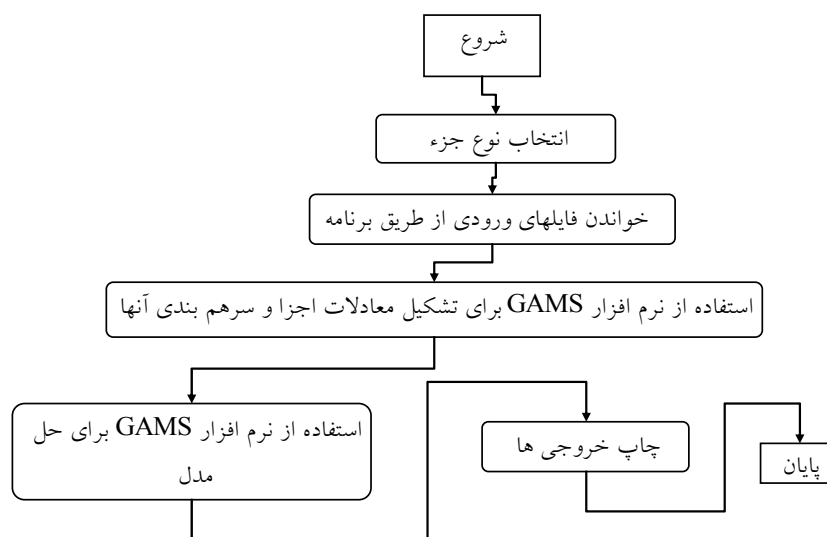 شروع
انتخاب نوع جزء
خواندن فایلهای ورودی از طریق برنامه
استفاده از نرم افزار GAMS برای تشکیل معادلات اجزا و سرهم بندی آنها
استفاده از نرم افزار GAMS برای حل
مدل
چاپ خروجی ها
پایان